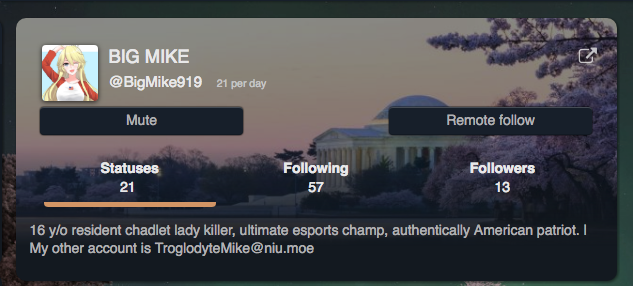 BIG MIKE
@BigMike919 21 per day
Mute Remote follow
Statuses Following Followers
21 57 13
16 y/o resident chadlet lady killer, ultimate esports champ, authentically American patriot. l
My other account is TroglodyteMike@niu.moe